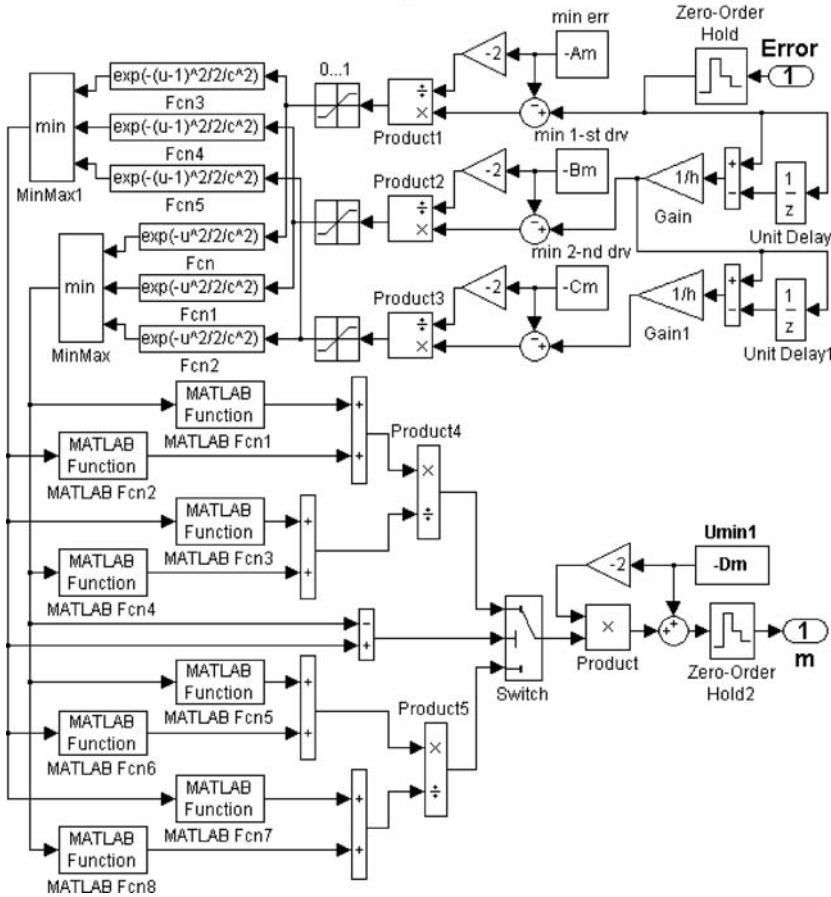 min err
Zero-Order
Hold
Error
1
-Am
-2
0...1
÷
×
Product1
-
+
min
MinMax1
exp(-(u-1)^2/2/c^2)
Fcn3
exp(-(u-1)^2/2/c^2)
Fcn4
exp(-(u-1)^2/2/c^2)
Fcn5
min 1-st drv
-Bm
-2
Product2
÷
×
-
+
1/h
Gain
+
-
1
z
Unit Delay
min
MinMax
exp(-u^2/2/c^2)
Fcn
exp(-u^2/2/c^2)
Fcn1
exp(-u^2/2/c^2)
Fcn2
min 2-nd drv
-Cm
-2
Product3
÷
×
-
+
1/h
Gain1
+
-
1
z
Unit Delay1
MATLAB
Function
MATLAB Fcn1
MATLAB
Function
MATLAB Fcn2
+
+
Product4
×
÷
MATLAB
Function
MATLAB Fcn3
MATLAB
Function
MATLAB Fcn4
+
+
-
+
Switch
-2
Umin1
-Dm
×
Product
+
+
Zero-Order
Hold2
1
m
MATLAB
Function
MATLAB Fcn5
MATLAB
Function
MATLAB Fcn6
+
+
Product5
×
÷
MATLAB
Function
MATLAB Fcn7
MATLAB
Function
MATLAB Fcn8
+
+